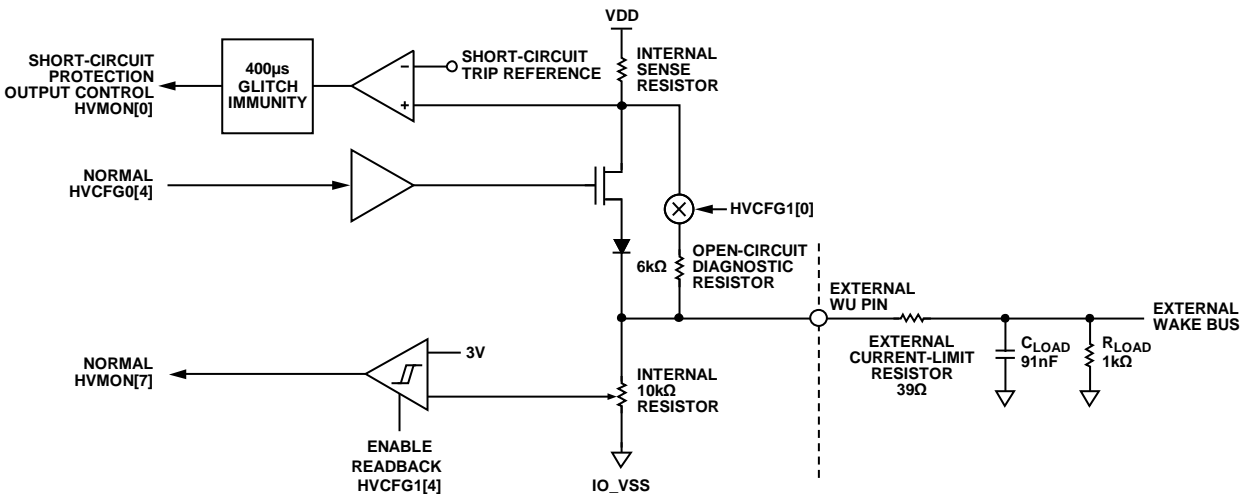 VDD
SHORT-CIRCUIT
PROTECTION
OUTPUT CONTROL
HVMON[0]
400µs
GLITCH
IMMUNITY
–
+
SHORT-CIRCUIT
TRIP REFERENCE
INTERNAL
SENSE
RESISTOR
NORMAL
HVCFG0[4]
HVCFG1[0]
6kΩ
OPEN-CIRCUIT
DIAGNOSTIC
RESISTOR
EXTERNAL
WU PIN
EXTERNAL
WAKE BUS
EXTERNAL
CURRENT-LIMIT
RESISTOR
39Ω
CLOAD
91nF
RLOAD
1kΩ
NORMAL
HVMON[7]
3V
INTERNAL
10kΩ
RESISTOR
ENABLE
READBACK
HVCFG1[4]
IO_VSS